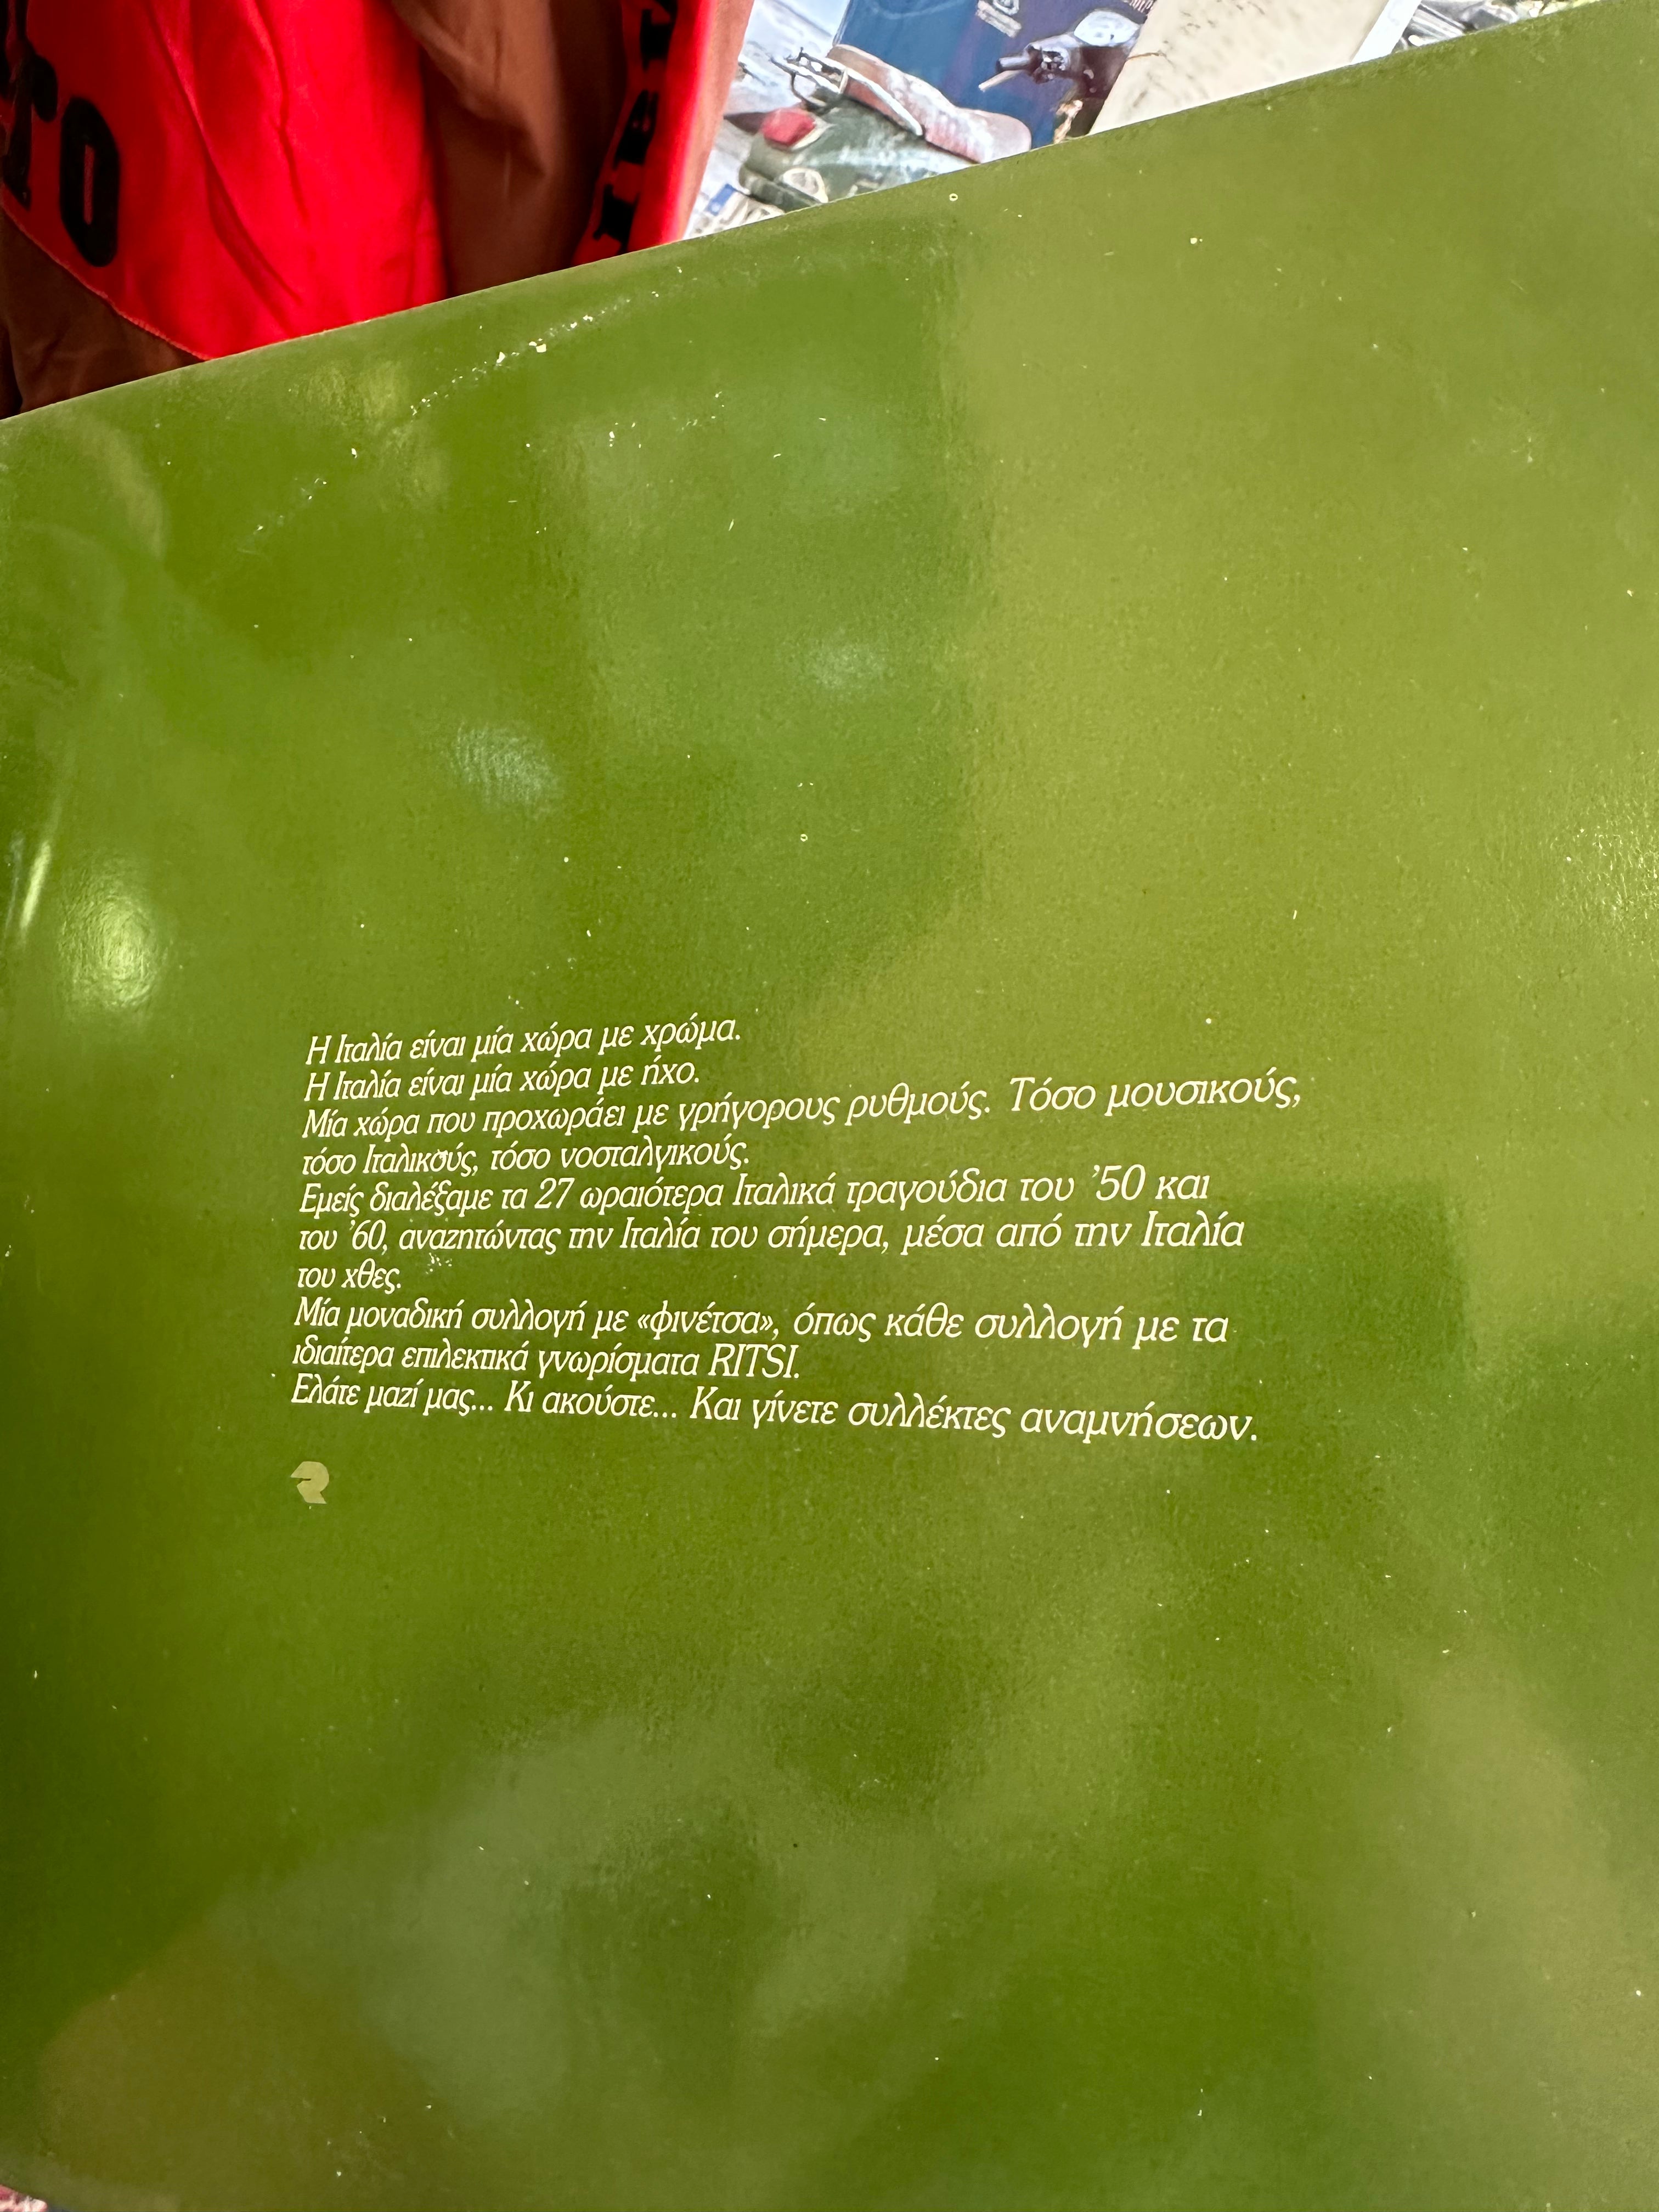 ro
Η Ιταλία είναι μία χώρα με χρώμα.
Η Ιταλία είναι μία χώρα με ήχο.
Μία χώρα που προχωράει με γρήγορους ρυθμούς. Τόσο μουσικούς,
τόσο Ιταλικούς, τόσο νοσταλγικούς.
Εμείς διαλέξαμε τα 27 ωραιότερα Ιταλικά τραγούδια του '50 και
του '60, αναζητώντας την Ιταλία του σήμερα, μέσα από την Ιταλία
του χθες.
Μία μοναδική συλλογή με «φινέτσα», όπως κάθε συλλογή με τα
ιδιαίτερα επιλεκτικά γνωρίσματα RITSI.
Ελάτε μαζί μας... Κι ακούστε... Και γίνετε συλλέκτες αναμνήσεων.